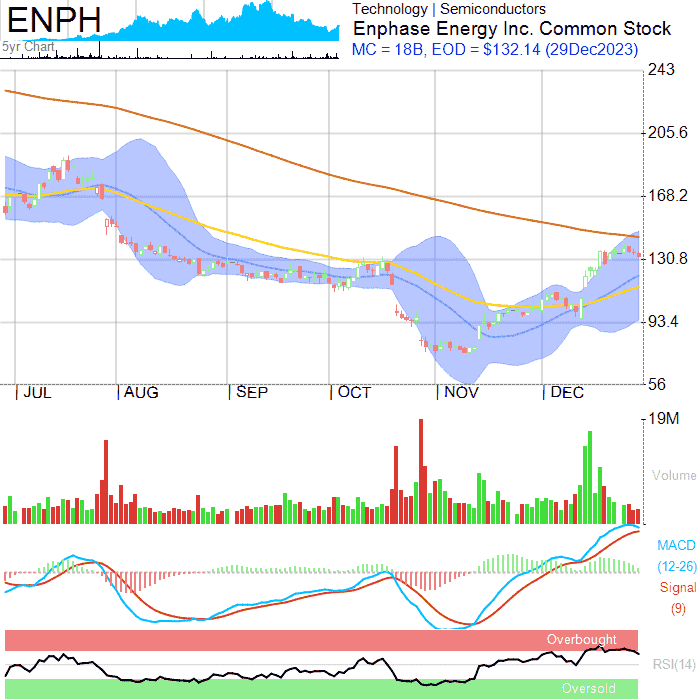 ENPH
5yr Chart
Technology | Semiconductors
Enphase Energy Inc. Common Stock
MC = 18B, EOD = $132.14 (29Dec2023)
243
205.6
168.2
130.8
93.4
56
JUL AUG SEP OCT NOV DEC
19M
Volume
MACD
(12-26)
Signal
(9)
Overbought
RSI(14)
Oversold